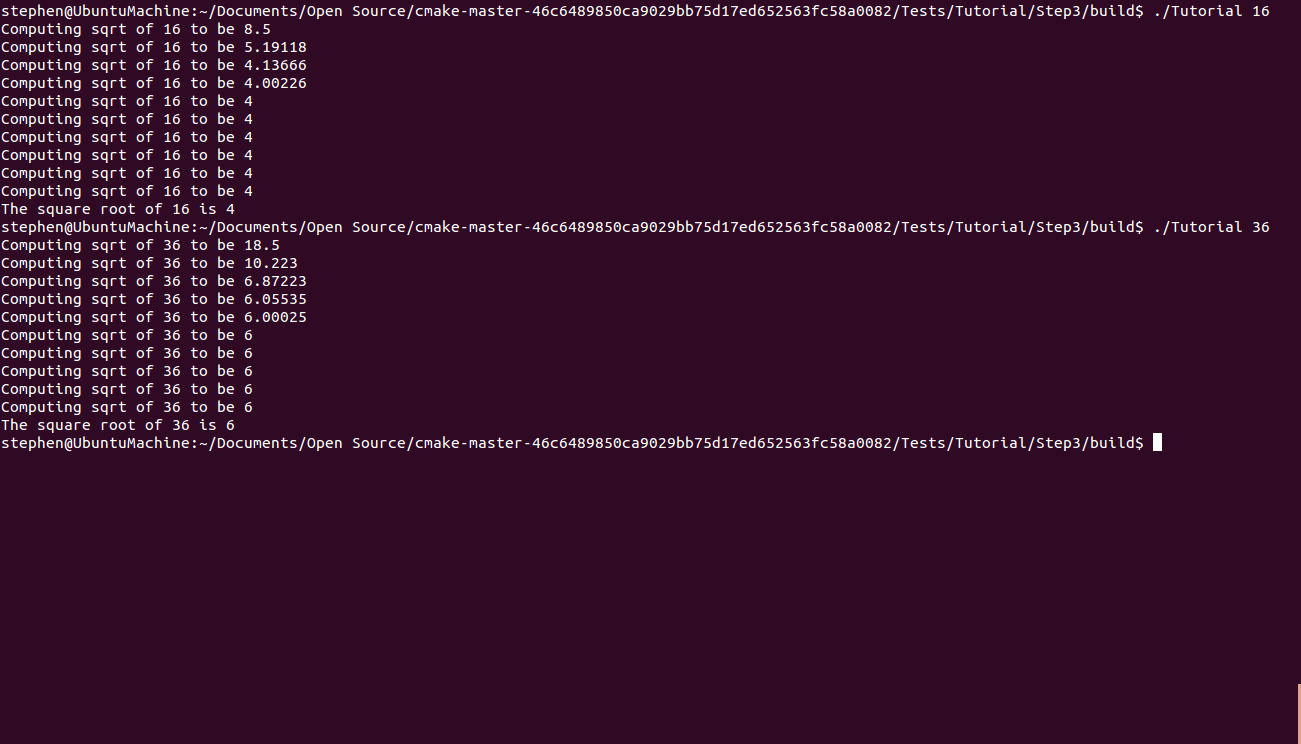 stephen@UbuntuMachine:~/Documents/Open Source/cmake-master-46c6489850ca9029bb75d17ed652563fc58a0082/Tests/Tutorial/Step3/build$ ./Tutorial 16
Computing sqrt of 16 to be 8.5
Computing sqrt of 16 to be 5.19118
Computing sqrt of 16 to be 4.13666
Computing sqrt of 16 to be 4.00226
Computing sqrt of 16 to be 4
Computing sqrt of 16 to be 4
Computing sqrt of 16 to be 4
Computing sqrt of 16 to be 4
Computing sqrt of 16 to be 4
Computing sqrt of 16 to be 4
The square root of 16 is 4
stephen@UbuntuMachine:~/Documents/Open Source/cmake-master-46c6489850ca9029bb75d17ed652563fc58a0082/Tests/Tutorial/Step3/build$ ./Tutorial 36
Computing sqrt of 36 to be 18.5
Computing sqrt of 36 to be 10.223
Computing sqrt of 36 to be 6.87223
Computing sqrt of 36 to be 6.05535
Computing sqrt of 36 to be 6.00025
Computing sqrt of 36 to be 6
Computing sqrt of 36 to be 6
Computing sqrt of 36 to be 6
Computing sqrt of 36 to be 6
Computing sqrt of 36 to be 6
The square root of 36 is 6
stephen@UbuntuMachine:~/Documents/Open Source/cmake-master-46c6489850ca9029bb75d17ed652563fc58a0082/Tests/Tutorial/Step3/build$